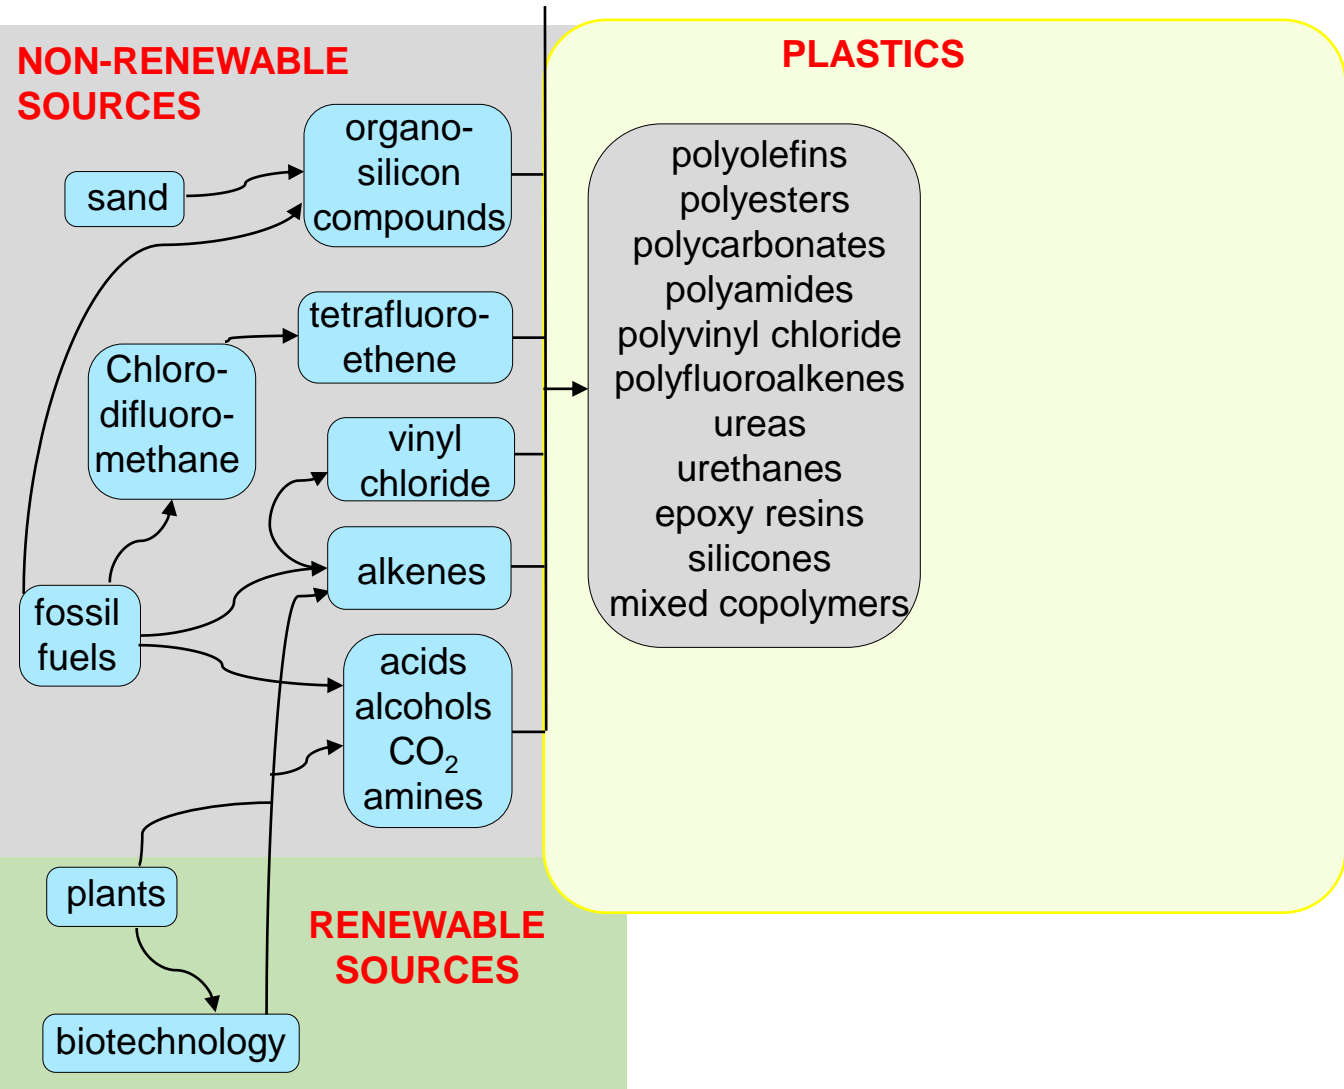 NON-RENEWABLE
SOURCES
organo-
silicon
compounds
sand
tetrafluoro-
ethene
Chloro-
difluoro-
methane
vinyl
chloride
alkenes
fossil
fuels
acids
alcohols
CO₂
amines
plants
RENEWABLE
SOURCES
biotechnology
PLASTICS
polyolefins
polyesters
polycarbonates
polyamides
polyvinyl chloride
polyfluoroalkenes
ureas
urethanes
epoxy resins
silicones
mixed copolymers